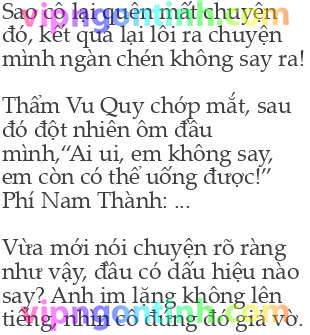 Sao cô lại quên mất chuyện
đó, kết quả lại lôi ra chuyện
mình ngàn chén không say ra!
Thẩm Vu Quy chớp mắt, sau
đó đột nhiên ôm đầu
mình,“Ai ui, em không say,
em còn có thể uống được!”
Phí Nam Thành: ...
Vừa mới nói chuyện rõ ràng
như vậy, đâu có dấu hiệu nào
say? Anh im lặng không lên
tiếng, nhìn cô đứng đó giả vờ.
vipngontinh.com
vipngontinh.com